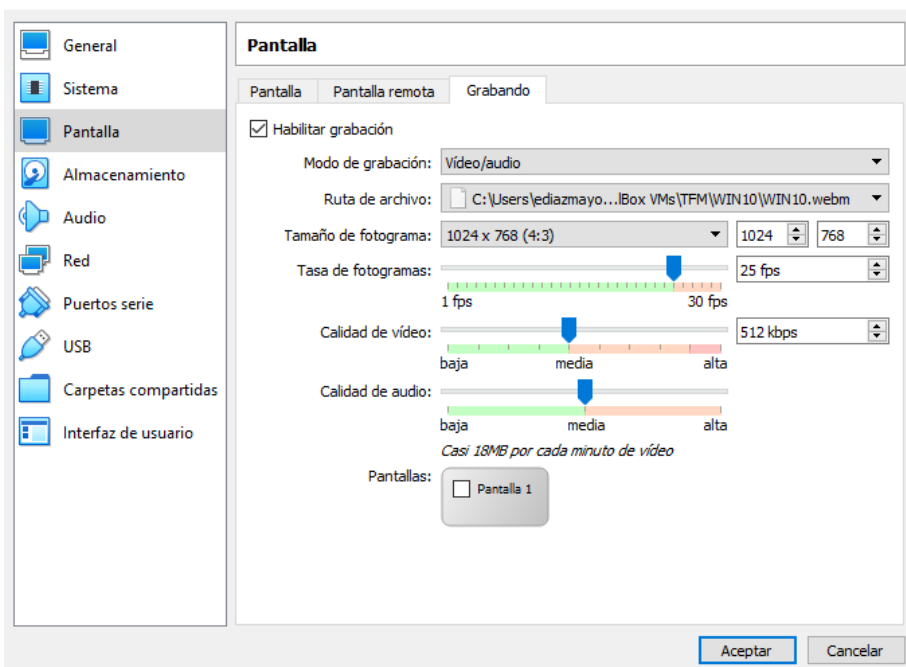 General
Sistema
Pantalla
Almacenamiento
Audio
Red
Puertos serie
USB
Carpetas compartidas
Interfaz de usuario
Pantalla
Pantalla Pantalla remota Grabando
Habilitar grabación
Modo de grabación: Vídeo/audio
Ruta de archivo: C:\Users\ediazmayo...lBox VMs\TFM\WIN10\WIN10.webm
Tamaño de fotograma: 1024 x 768 (4:3) 1024 768
Tasa de fotogramas: 25 fps
1 fps 30 fps
Calidad de vídeo: 512 kbps
baja media alta
Calidad de audio:
baja media alta
Casi 18MB por cada minuto de vídeo
Pantallas: Pantalla 1
Aceptar Cancelar